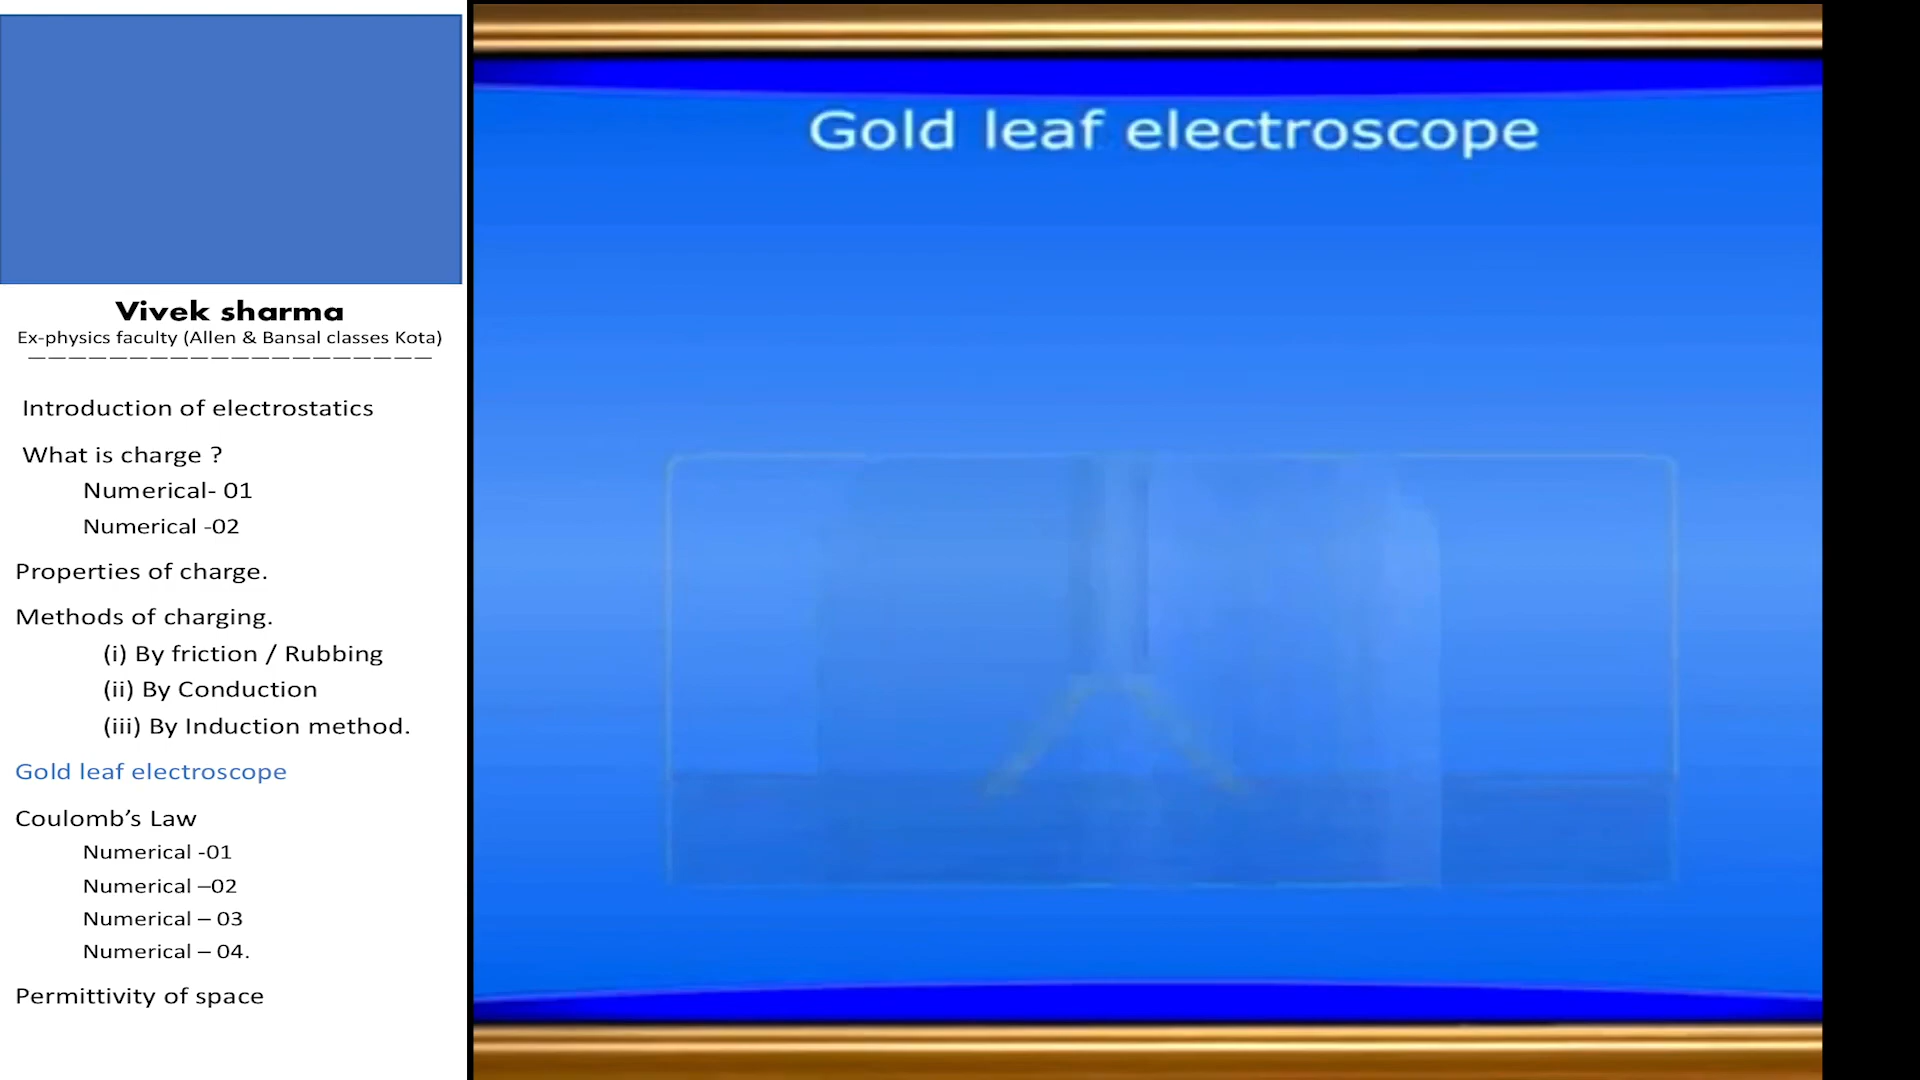 Vivek sharma
Ex-physics faculty (Allen & Bansal classes Kota)
Introduction of electrostatics
What is charge ?
Numerical- 01
Numerical -02
Properties of charge.
Methods of charging.
(i) By friction / Rubbing
(ii) By Conduction
(iii) By Induction method.
Gold leaf electroscope
Coulomb’s Law
Numerical -01
Numerical –02
Numerical – 03
Numerical – 04.
Permittivity of space
Gold leaf electroscope